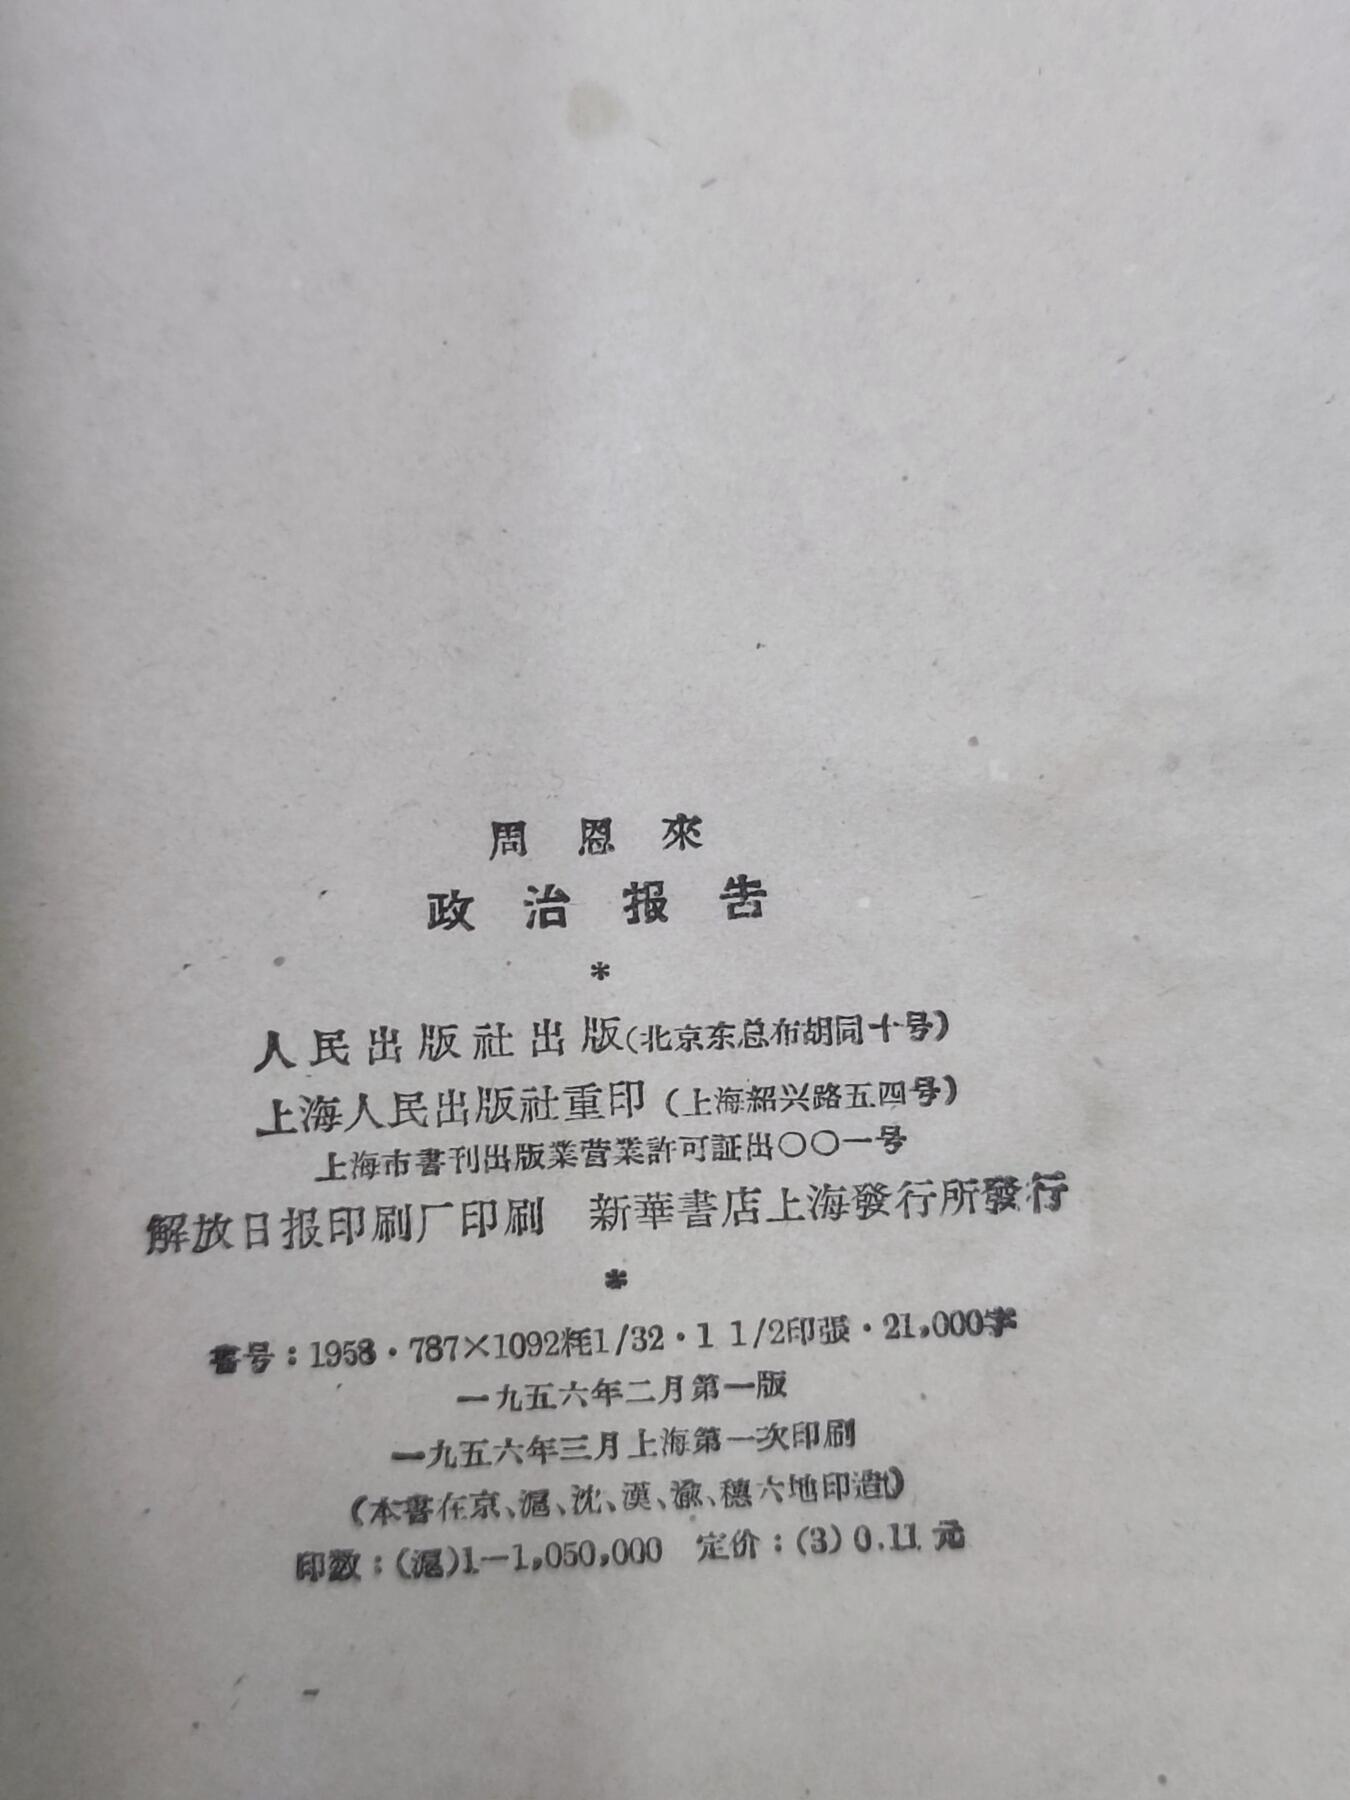 周恩來
政治报告
*
人民出版社出版(北京东总布胡同十号)
上海人民出版社重印(上海紹兴路五四号)
上海市書刊出版業营業許可証出〇〇一号
解放日报印刷厂印刷 新華書店上海發行所發行
*
書号:1958·787×1092粍1/32·1 1/2印張·21,000字
一九五六年二月第一版
一九五六年三月上海第一次印刷
(本書在京、滬、沈、漢、渝、穗六地印造)
印数:(滬)1—1,050,000 定价:(3)0.11元